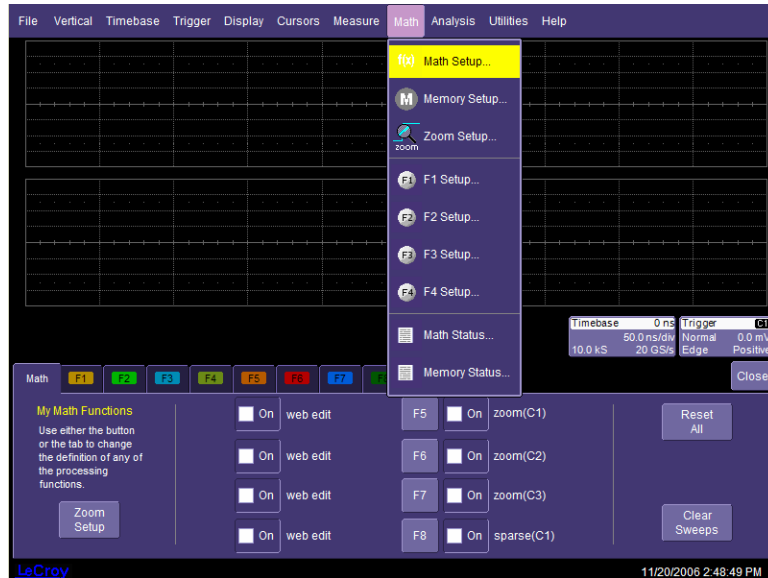 File Vertical Timebase Trigger Display Cursors Measure Math Analysis Utilities Help
f(x) Math Setup...
M Memory Setup...
zoom Zoom Setup...
F1 F1 Setup...
F2 F2 Setup...
F3 F3 Setup...
F4 F4 Setup...
Math Status...
Memory Status...
Timebase 0 ns
50.0 ns/div
10.0 kS 20 GS/s
Trigger C1
Normal 0.0 mV
Edge Positive
Math F1 F2 F3 F4 F5 F6 F7
Close
My Math Functions
Use either the button
or the tab to change
the definition of any of
the processing
functions.
Zoom
Setup
On web edit F5 On zoom(C1)
On web edit F6 On zoom(C2)
On web edit F7 On zoom(C3)
On web edit F8 On sparse(C1)
Reset
All
Clear
Sweeps
LeCroy
11/20/2006 2:48:49 PM